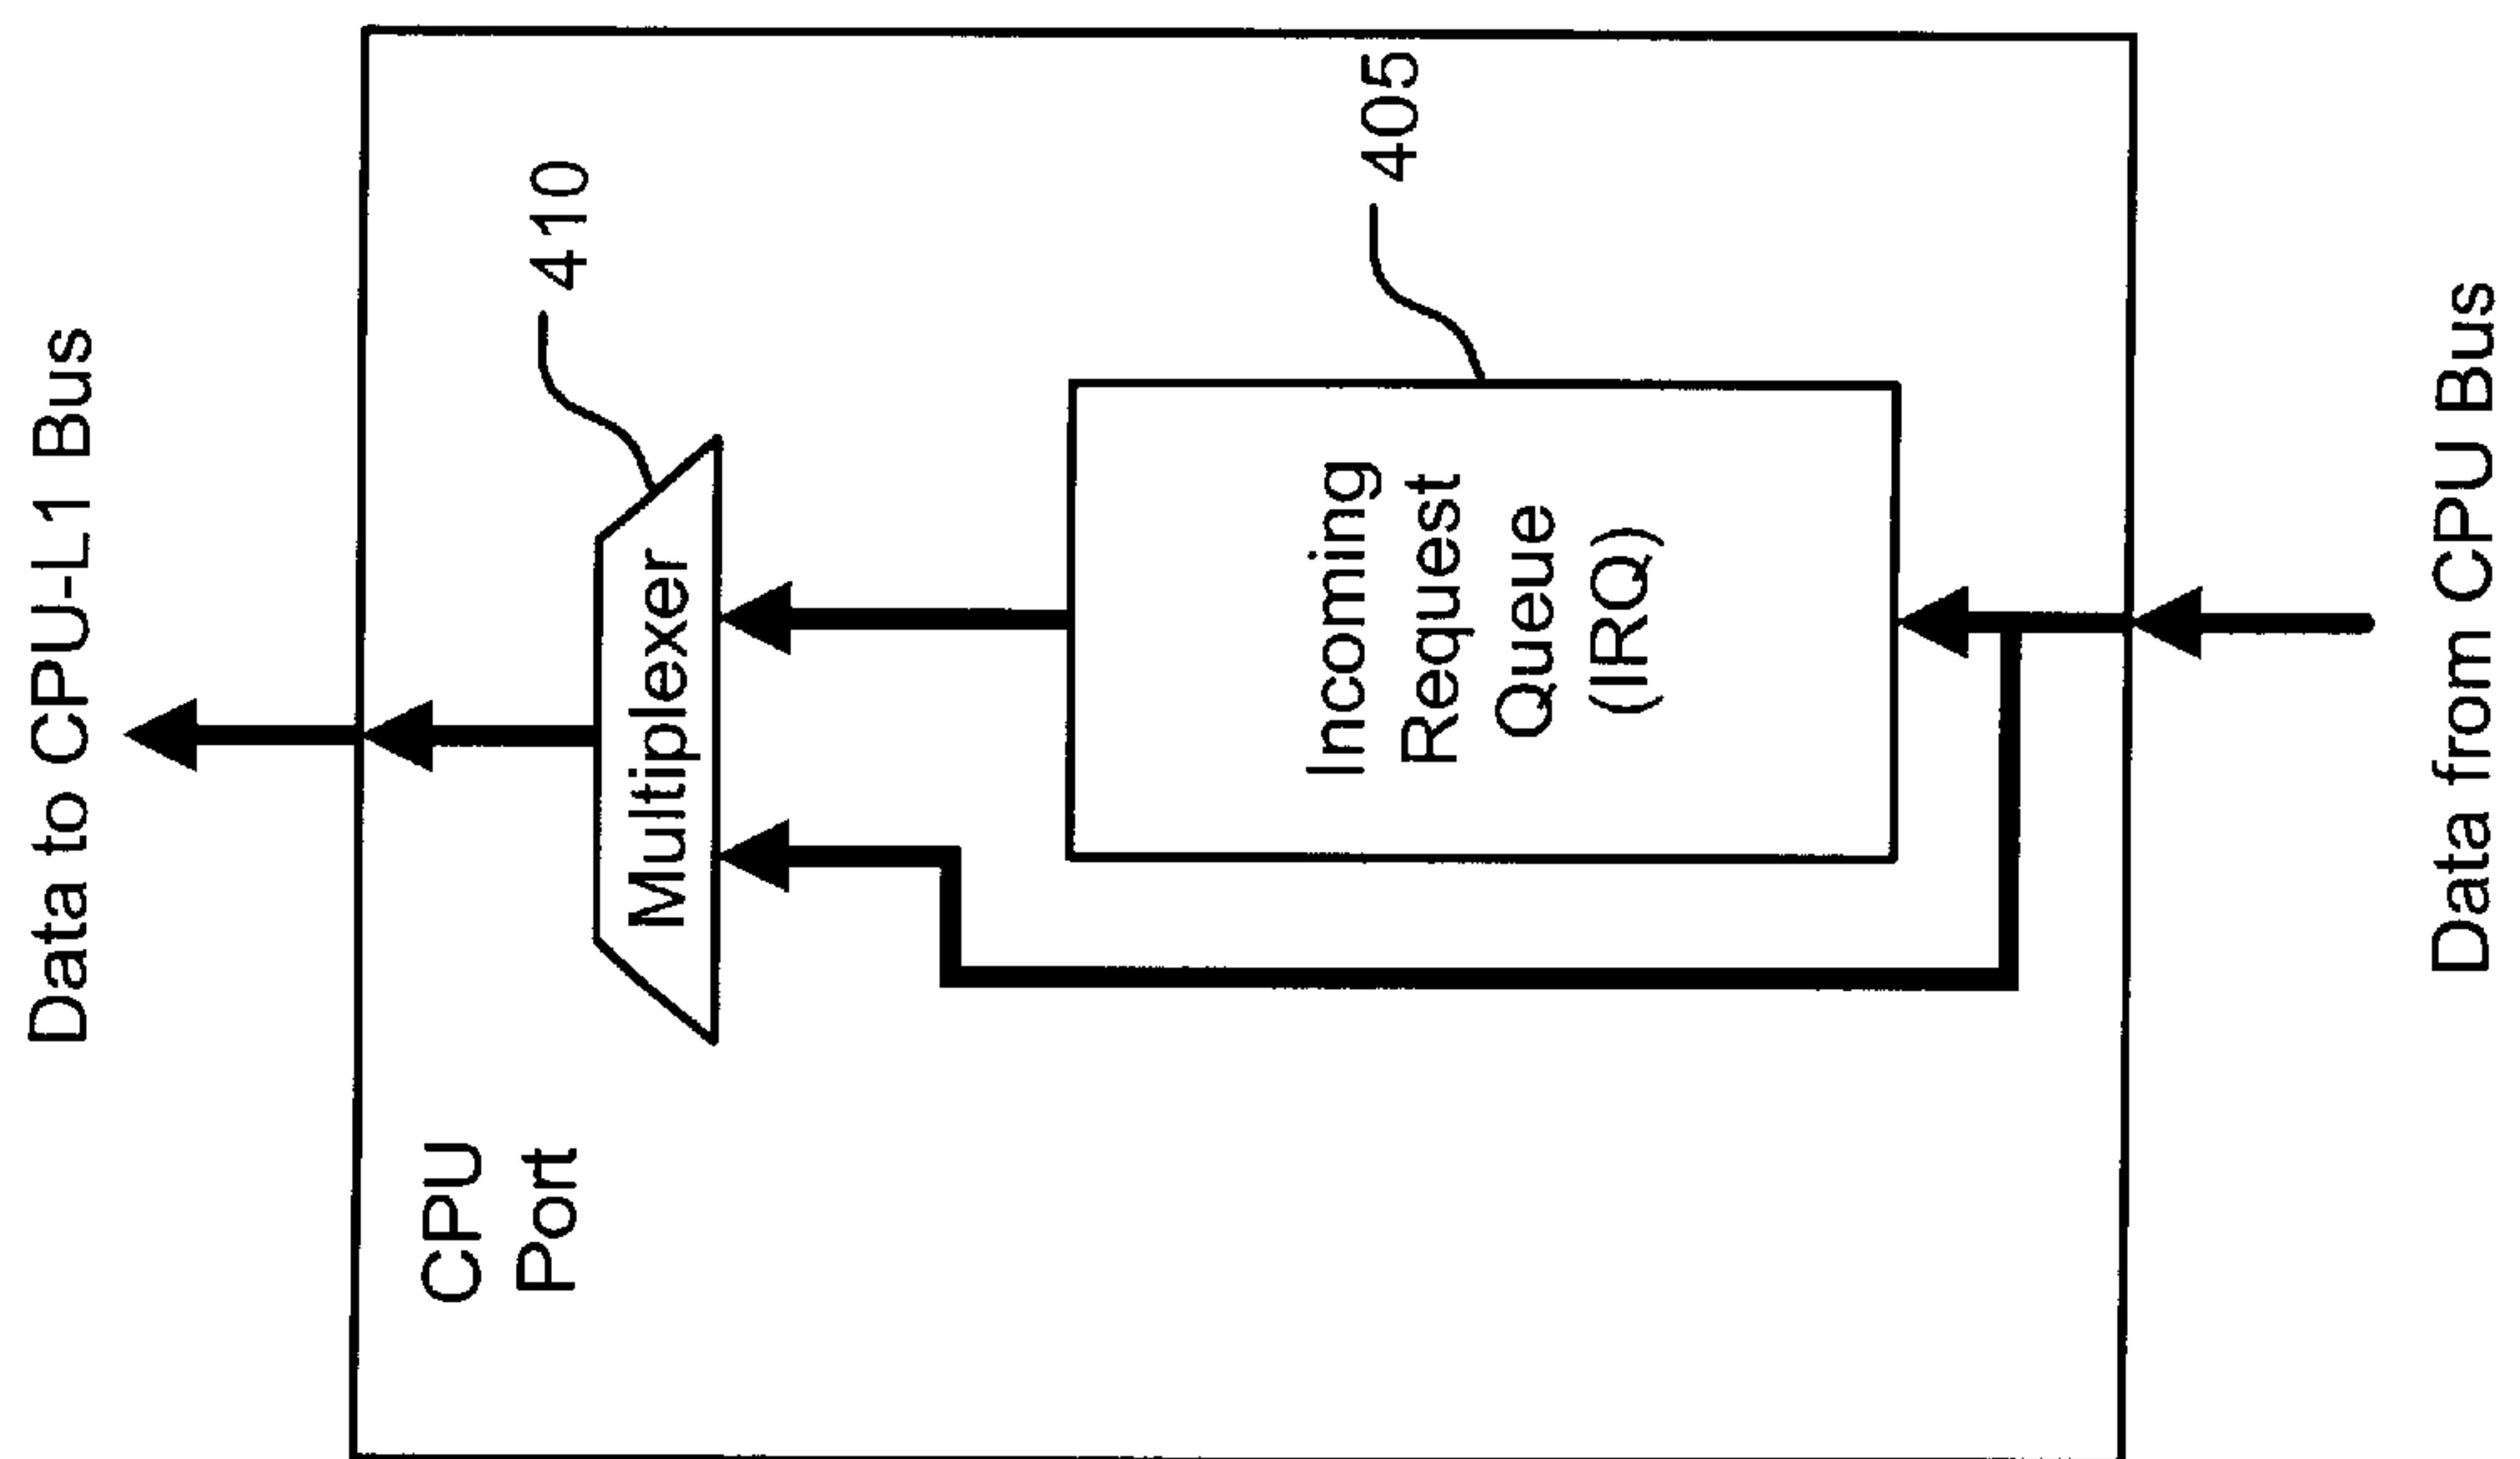 Data to CPU-L1 Bus
CPU
Port
410
Multiplexer
405
Incoming
Request
Queue
(IRQ)
Data from CPU Bus